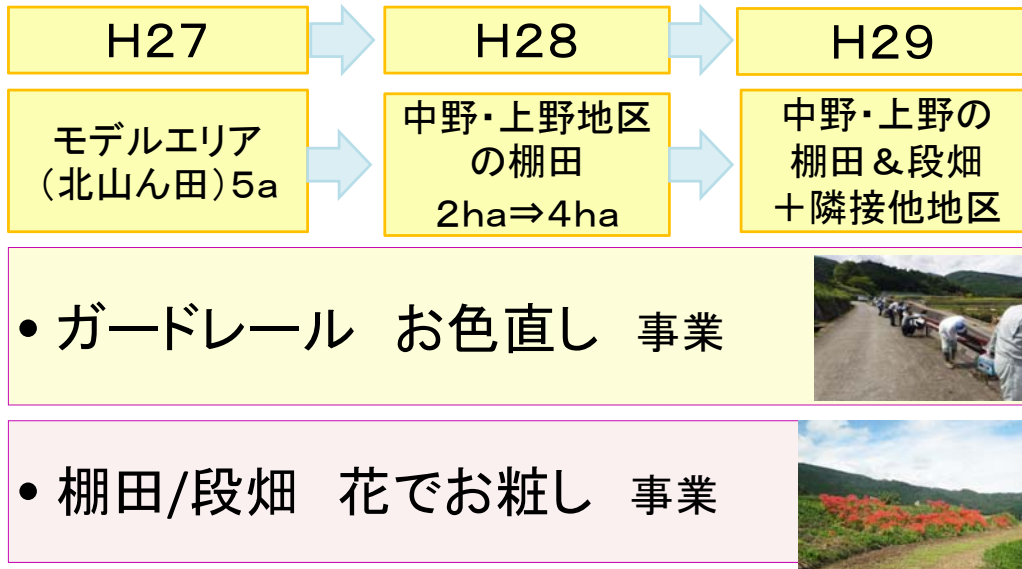 H27
H28
H29
モデルエリア
（北山ん田）5a
中野・上野地区
の棚田
2ha⇒4ha
中野・上野の
棚田＆段畑
＋隣接他地区
• ガードレール　お色直し　事業
• 棚田/段畑　花でお粧し　事業